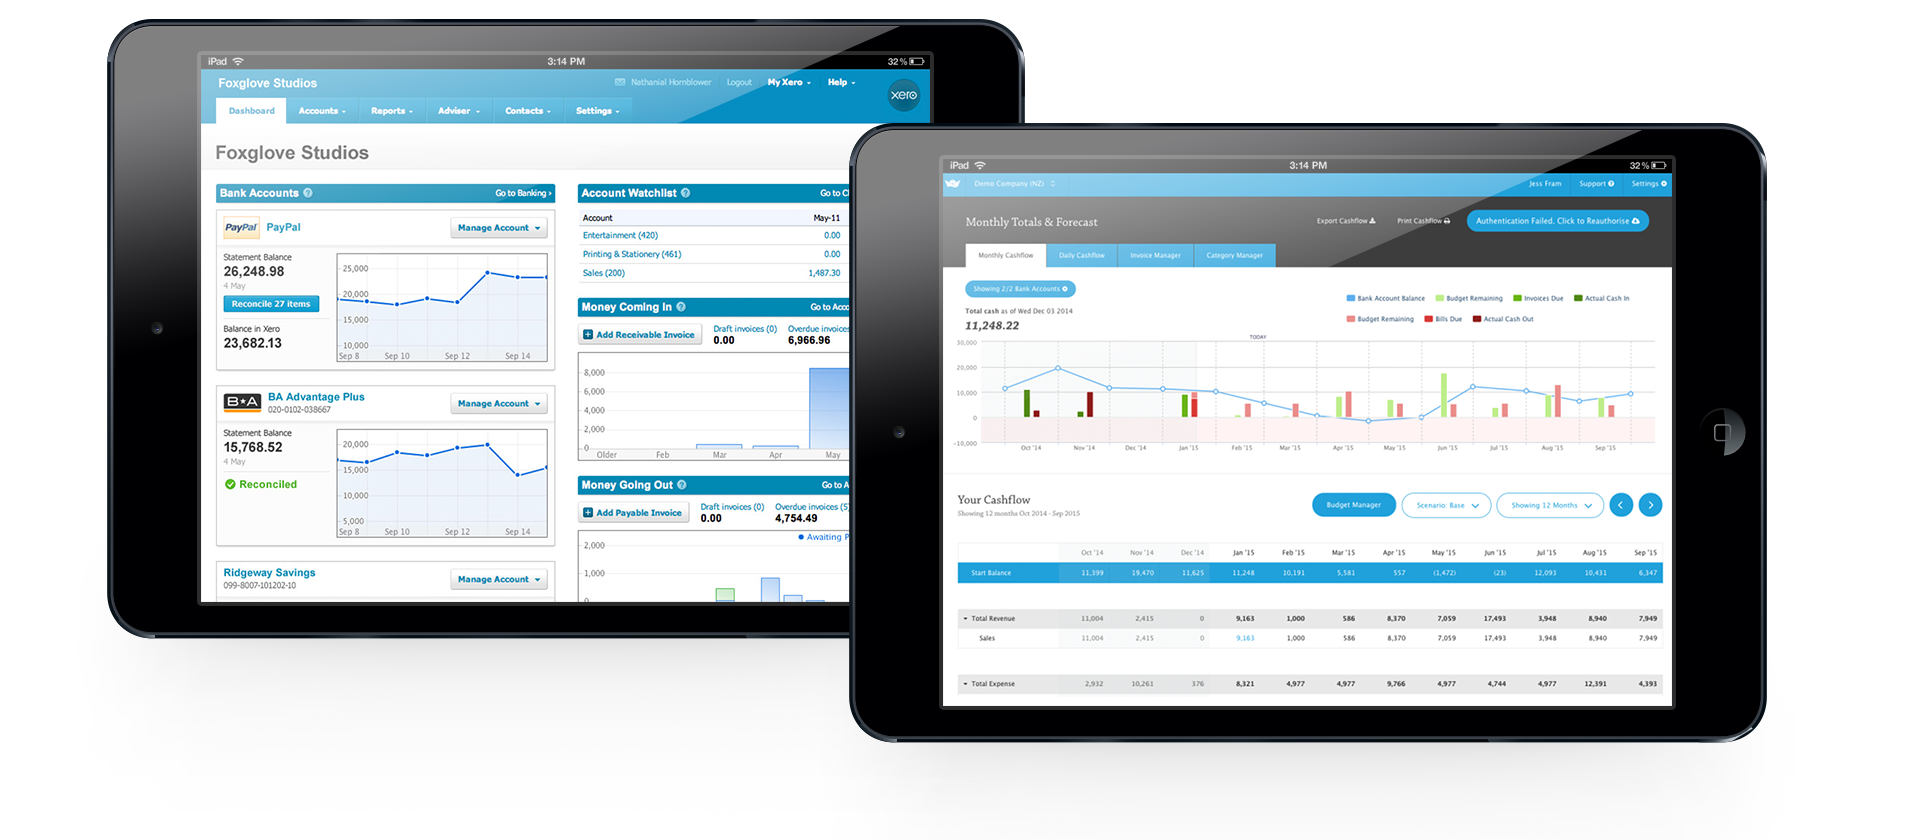 iPad 3:14 PM 32%
Foxglove Studios Nathanial Hornblower Logout My Xero Help
xero
Dashboard Accounts Reports Adviser Contacts Settings
Foxglove Studios
Bank Accounts ? Go to Banking ›
PayPal PayPal Manage Account
Statement Balance
26,248.98
4 May
Reconcile 27 items
Balance in Xero
23,682.13
25,000
20,000
15,000
10,000
Sep 8 Sep 10 Sep 12 Sep 14
B★A BA Advantage Plus Manage Account
020-0102-038667
Statement Balance
15,768.52
4 May
Reconciled
20,000
15,000
10,000
5,000
Sep 8 Sep 10 Sep 12 Sep 14
Ridgeway Savings Manage Account
099-8007-101202-10
Account Watchlist ? Go to C
Account May-11
Entertainment (420) 0.00
Printing & Stationery (461) 0.00
Sales (200) 1,487.30
Money Coming In ? Go to Acco
Add Receivable Invoice Draft invoices (0) Overdue invoices
0.00 6,966.96
8,000
6,000
4,000
2,000
0
Older Feb Mar Apr May
Money Going Out ? Go to A
Add Payable Invoice Draft invoices (0) Overdue invoices (5)
0.00 4,754.49
Awaiting P
2,000
1,000
0
iPad 3:14 PM 32%
Demo Company (NZ) Jess Fram Support ? Settings
Monthly Totals & Forecast Export Cashflow Print Cashflow Authentication Failed. Click to Reauthorise
Monthly Cashflow Daily Cashflow Invoice Manager Category Manager
Showing 2/2 Bank Accounts
Total cash as of Wed Dec 03 2014
11,248.22
Bank Account Balance Budget Remaining Invoices Due Actual Cash In
Budget Remaining Bills Due Actual Cash Out
TODAY
30,000
20,000
10,000
0
-10,000
Oct '14 Nov '14 Dec '14 Jan '15 Feb '15 Mar '15 Apr '15 May '15 Jun '15 Jul '15 Aug '15 Sep '15
Your Cashflow
Showing 12 months Oct 2014 - Sep 2015
Budget Manager Scenario: Base Showing 12 Months
Oct '14 Nov '14 Dec '14 Jan '15 Feb '15 Mar '15 Apr '15 May '15 Jun '15 Jul '15 Aug '15 Sep '15
Start Balance 11,399 19,470 11,625 11,248 10,191 5,581 557 (1,472) (23) 12,093 10,431 6,347
Total Revenue 11,004 2,415 0 9,163 1,000 586 8,370 7,059 17,493 3,948 8,940 7,949
Sales 11,004 2,415 0 9,163 1,000 586 8,370 7,059 17,493 3,948 8,940 7,949
Total Expense 2,932 10,261 376 8,321 4,977 4,977 9,766 4,977 4,744 4,977 12,391 4,393